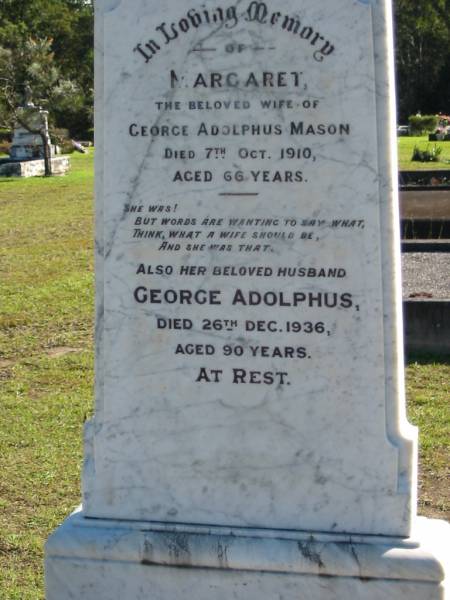 In Loving Memory
OF
MARGARET,
THE BELOVED WIFE OF
GEORGE ADOLPHUS MASON
DIED 7TH OCT. 1910,
AGED 66 YEARS.
SHE WAS!
BUT WORDS ARE WANTING TO SAY WHAT,
THINK, WHAT A WIFE SHOULD BE,
AND SHE WAS THAT.
ALSO HER BELOVED HUSBAND
GEORGE ADOLPHUS,
DIED 26TH DEC. 1936,
AGED 90 YEARS.
AT REST.